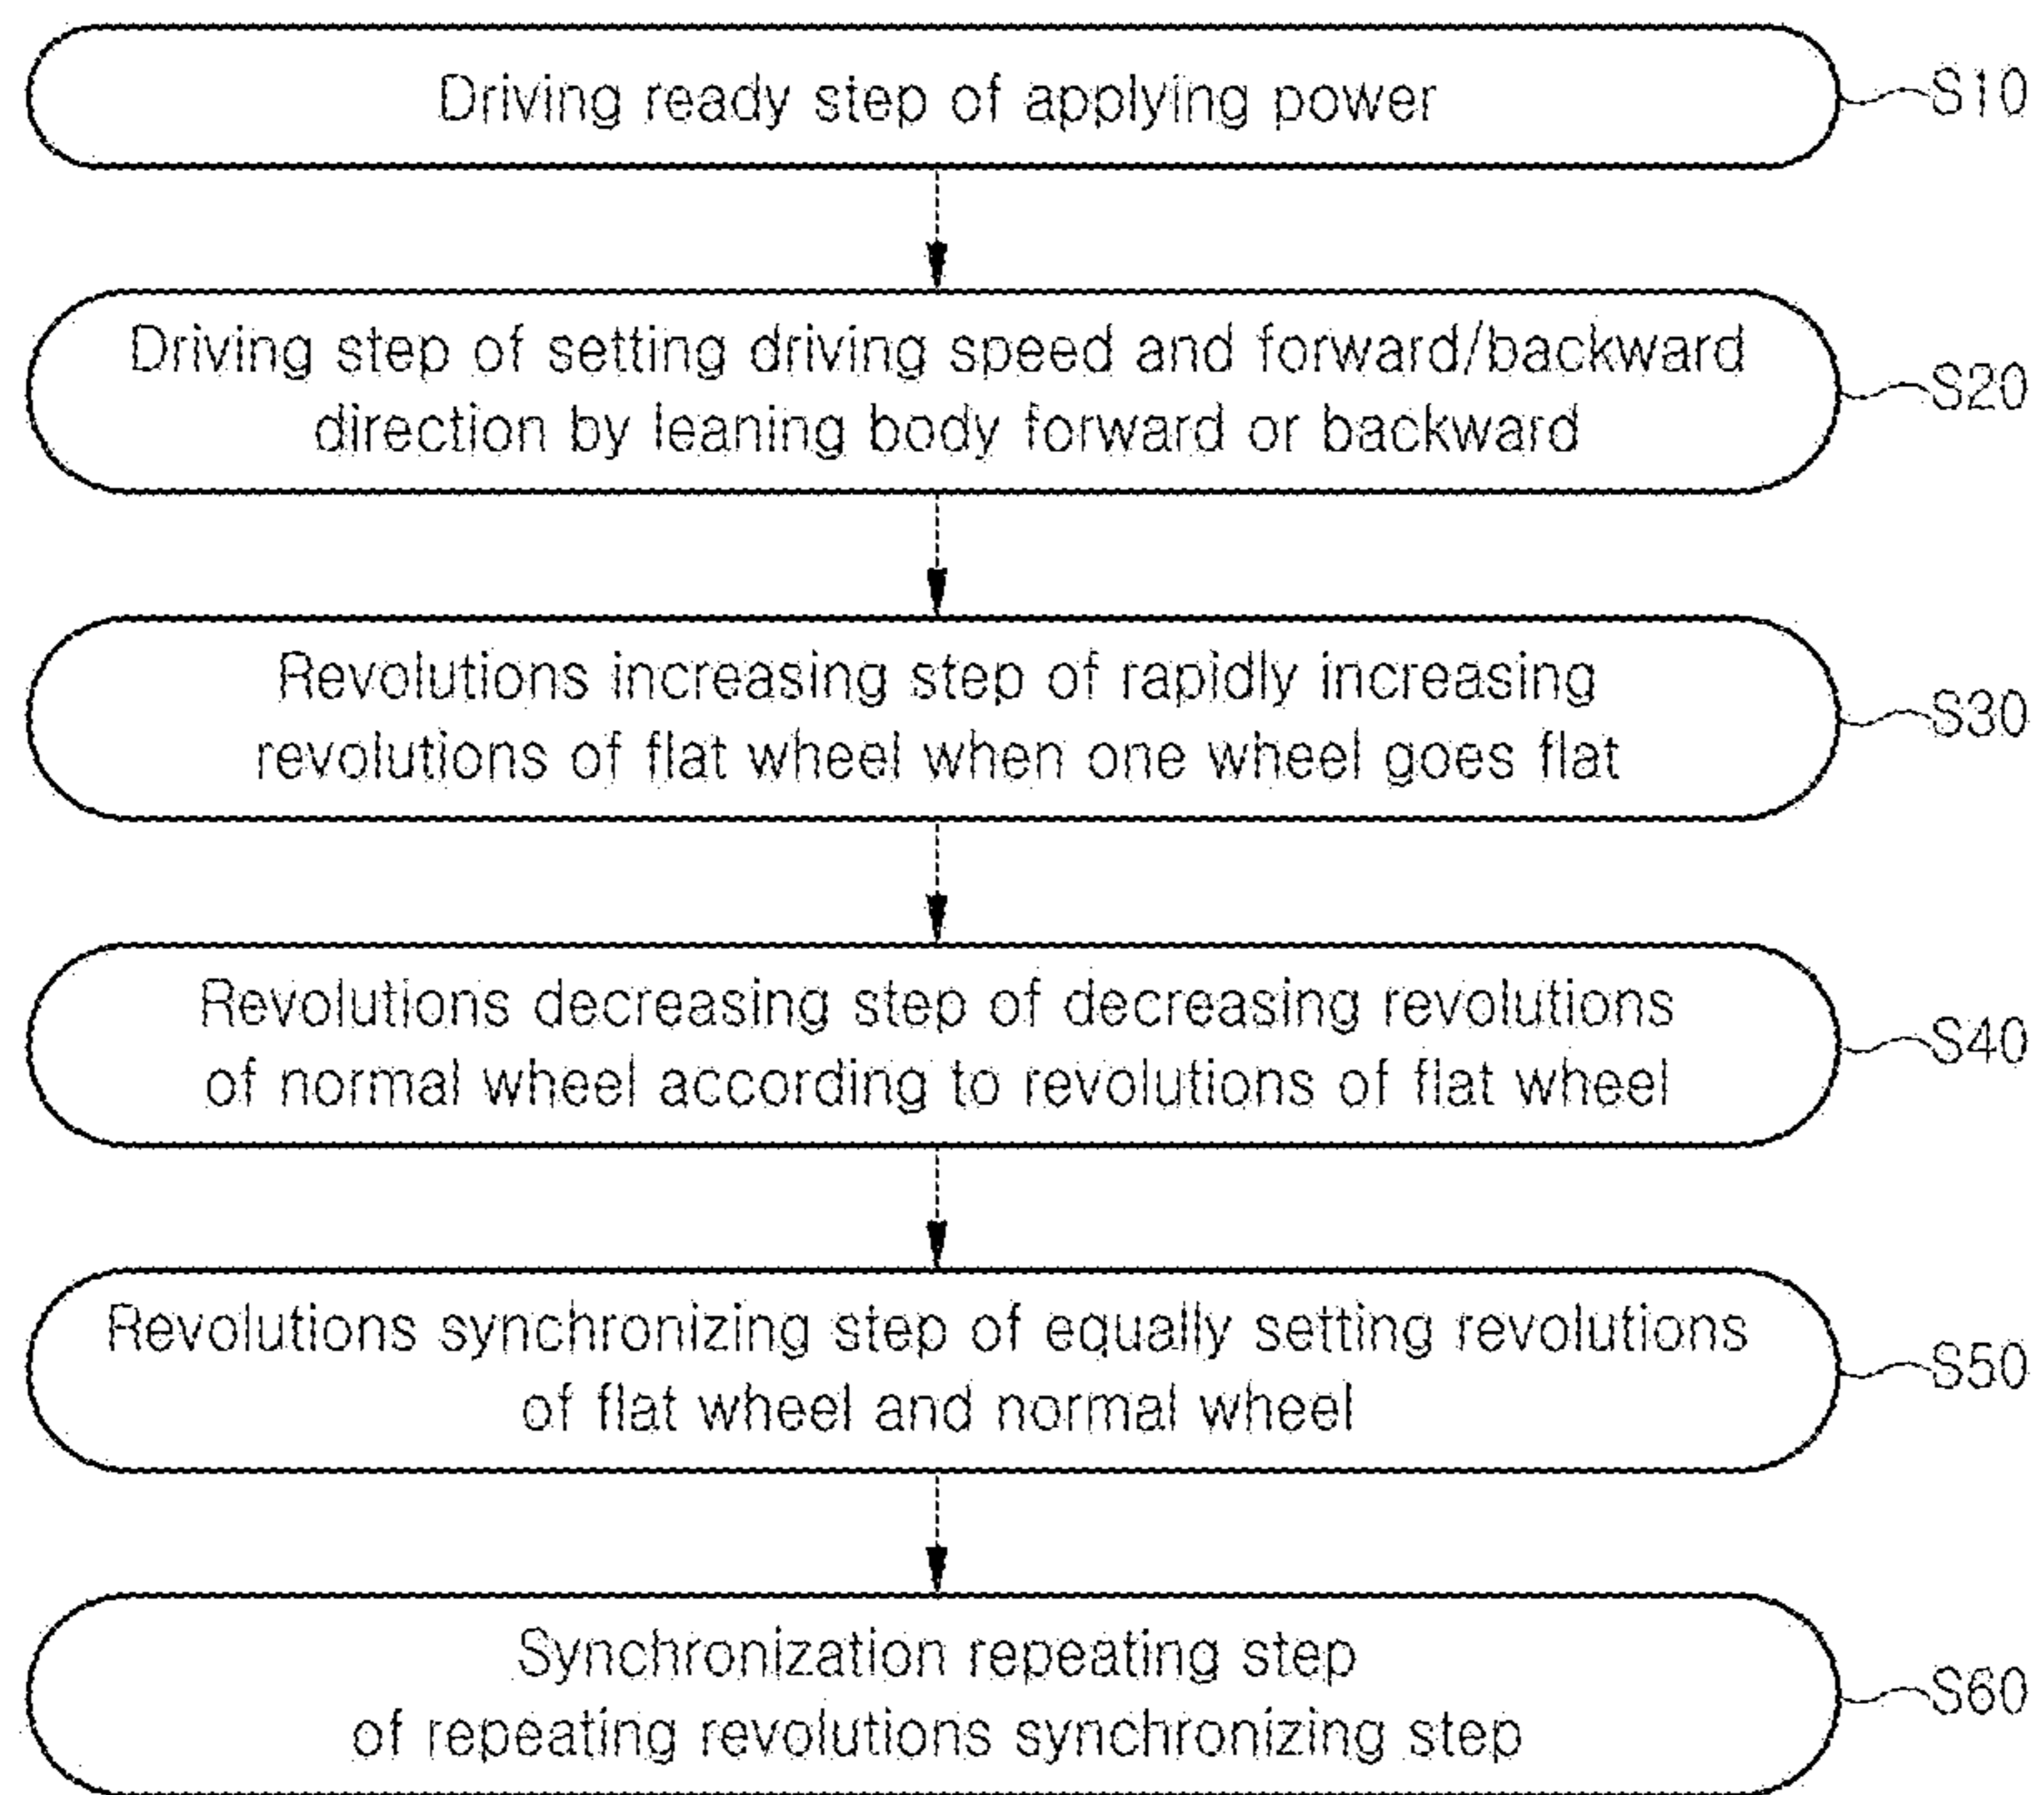 Driving ready step of applying power
S10
Driving step of setting driving speed and forward/backward
direction by leaning body forward or backward
S20
Revolutions increasing step of rapidly increasing
revolutions of flat wheel when one wheel goes flat
S30
Revolutions decreasing step of decreasing revolutions
of normal wheel according to revolutions of flat wheel
S40
Revolutions synchronizing step of equally setting revolutions
of flat wheel and normal wheel
S50
Synchronization repeating step
of repeating revolutions synchronizing step
S60